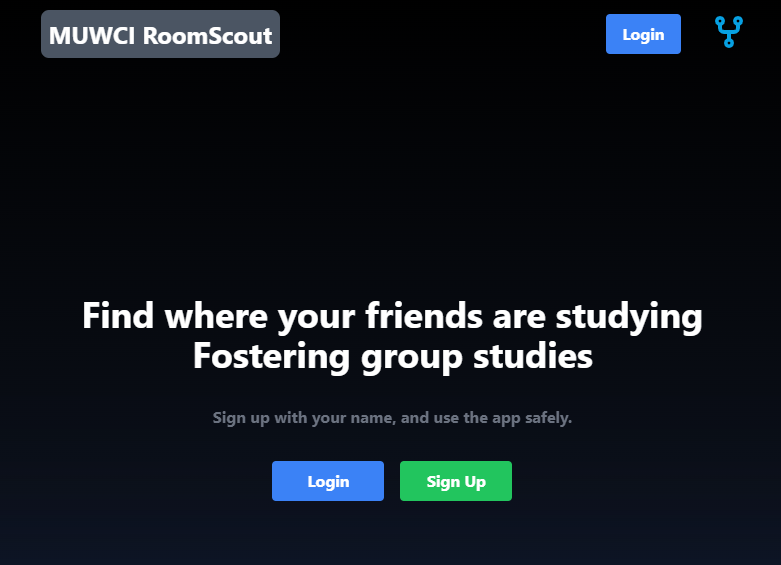 MUWCI RoomScout
Login
Find where your friends are studying
Fostering group studies
Sign up with your name, and use the app safely.
Login
Sign Up